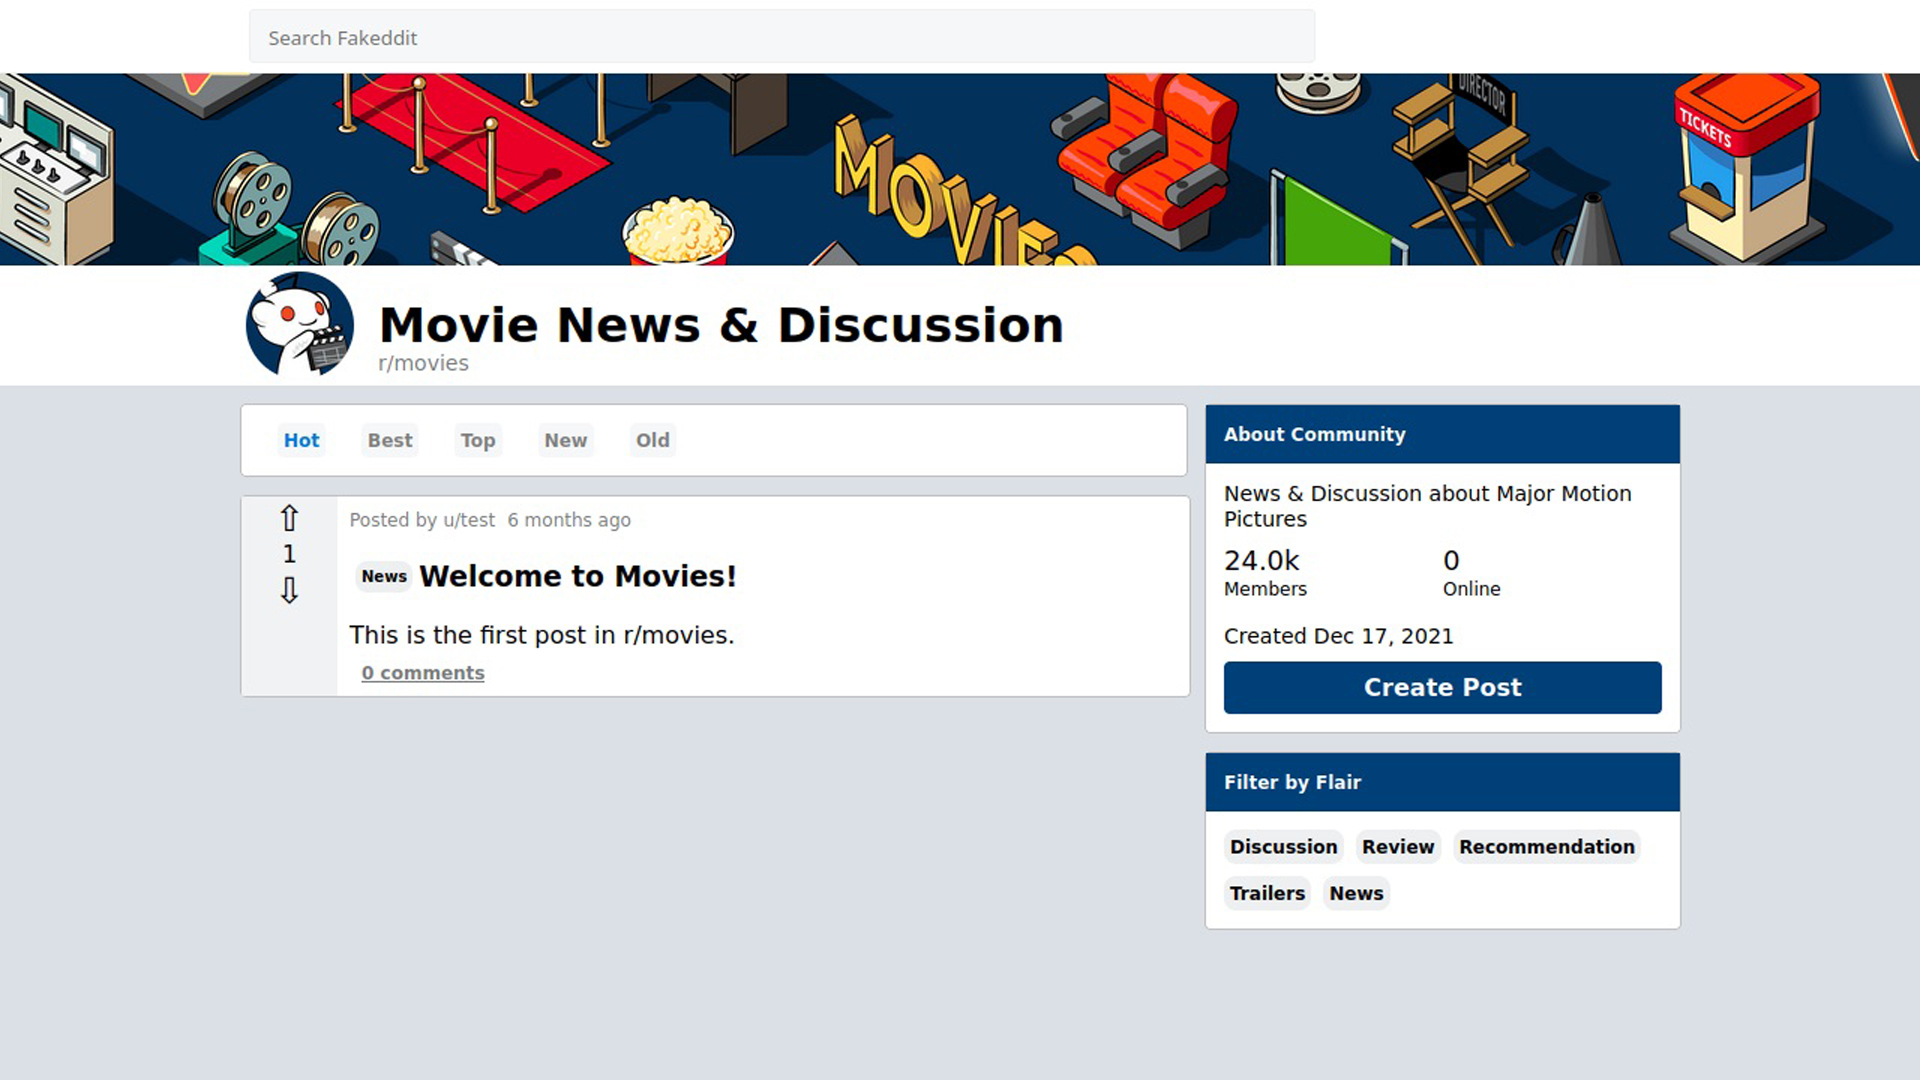 Search Fakeddit
DIRECTOR
TICKETS
MOVIES
Movie News & Discussion
r/movies
Hot Best Top New Old
Posted by u/test 6 months ago
1
News Welcome to Movies!
This is the first post in r/movies.
0 comments
About Community
News & Discussion about Major Motion
Pictures
24.0k 0
Members Online
Created Dec 17, 2021
Create Post
Filter by Flair
Discussion Review Recommendation
Trailers News